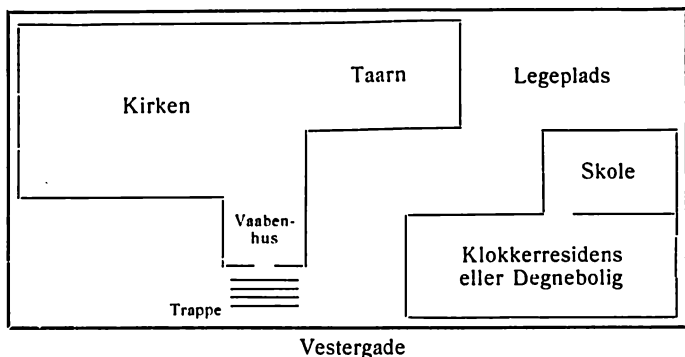 Taarn
Legeplads
Kirken
Skole
Vaaben-
hus
Klokkerresidens
eller Degnebolig
Trappe
Vestergade